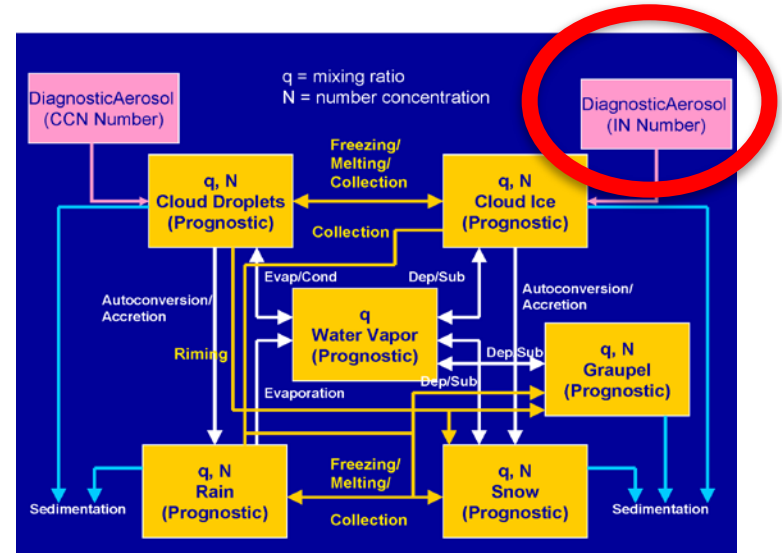 q = mixing ratio
N = number concentration
DiagnosticAerosol
(CCN Number)
DiagnosticAerosol
(IN Number)
Freezing/
Melting/
Collection
q, N
Cloud Droplets
(Prognostic)
q, N
Cloud Ice
(Prognostic)
Collection
Evap/Cond
Dep/Sub
Autoconversion/
Accretion
q
Water Vapor
(Prognostic)
Autoconversion/
Accretion
Riming
Dep/Sub
q, N
Graupel
(Prognostic)
Dep/Sub
Evaporation
q, N
Rain
(Prognostic)
Freezing/
Melting/
Collection
q, N
Snow
(Prognostic)
Sedimentation
Sedimentation